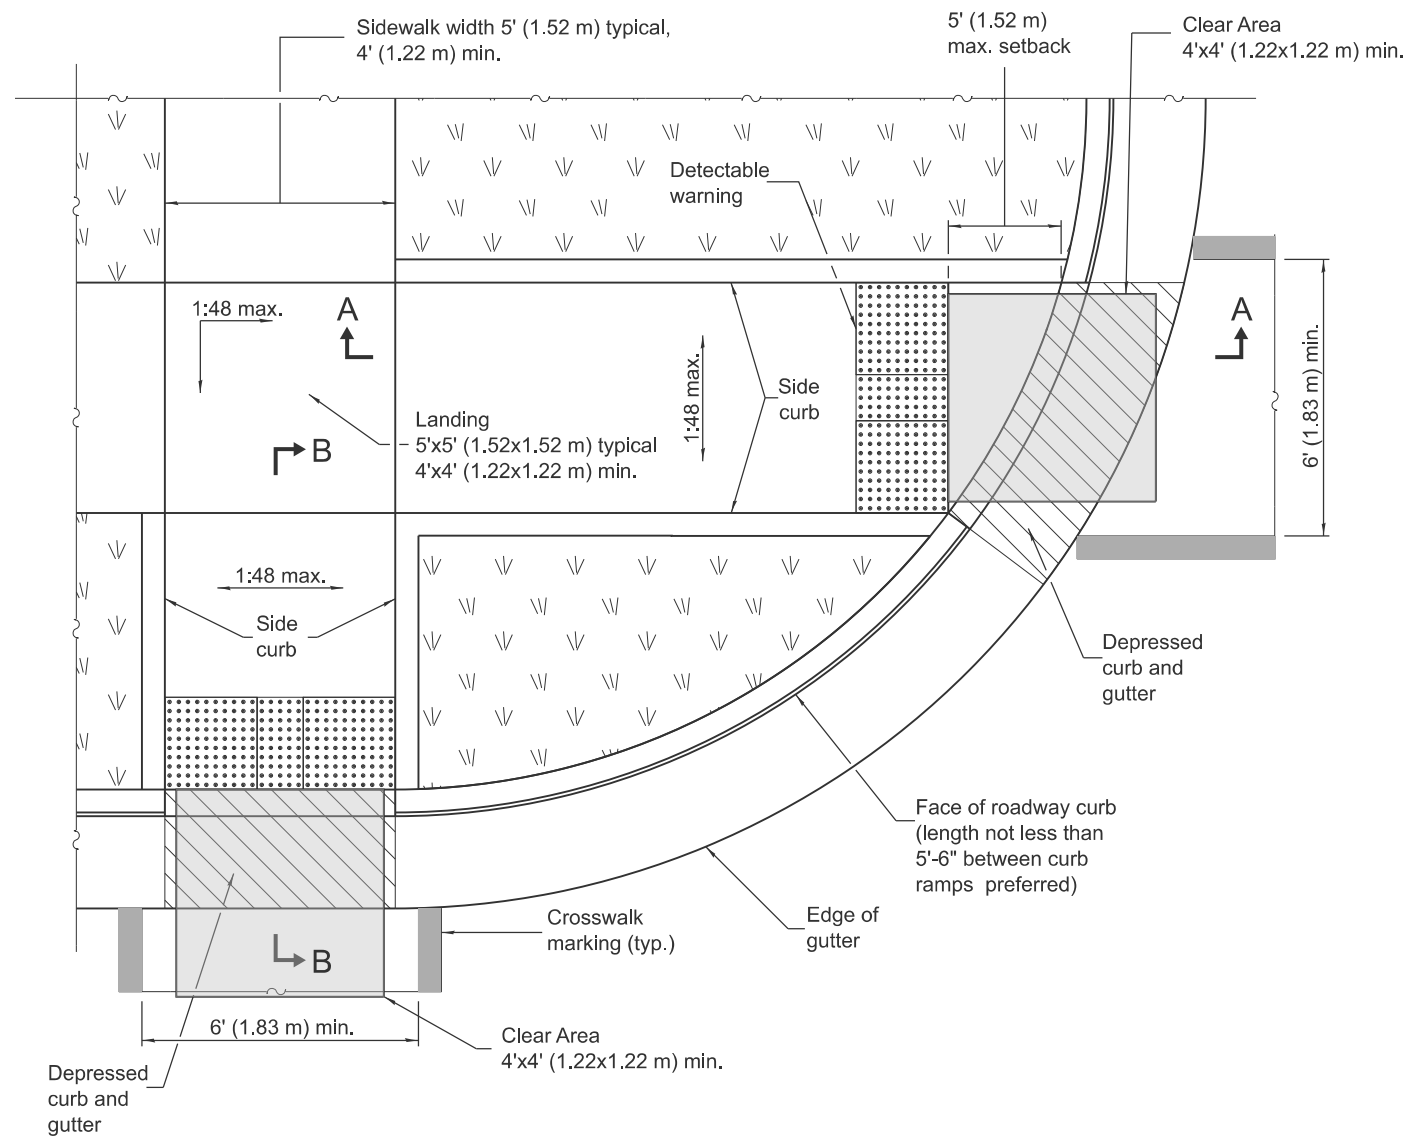 Sidewalk width 5' (1.52 m) typical,
4' (1.22 m) min.
5' (1.52 m)
max. setback
Clear Area
4'x4' (1.22x1.22 m) min.
Detectable
warning
1:48 max.
A
A
Landing
5'x5' (1.52x1.52 m) typical
4'x4' (1.22x1.22 m) min.
B
1:48 max.
Side
curb
6' (1.83 m) min.
1:48 max.
Side
curb
Depressed
curb and
gutter
Face of roadway curb
(length not less than
5'-6" between curb
ramps preferred)
Edge of
gutter
Crosswalk
marking (typ.)
B
6' (1.83 m) min.
Clear Area
4'x4' (1.22x1.22 m) min.
Depressed
curb and
gutter